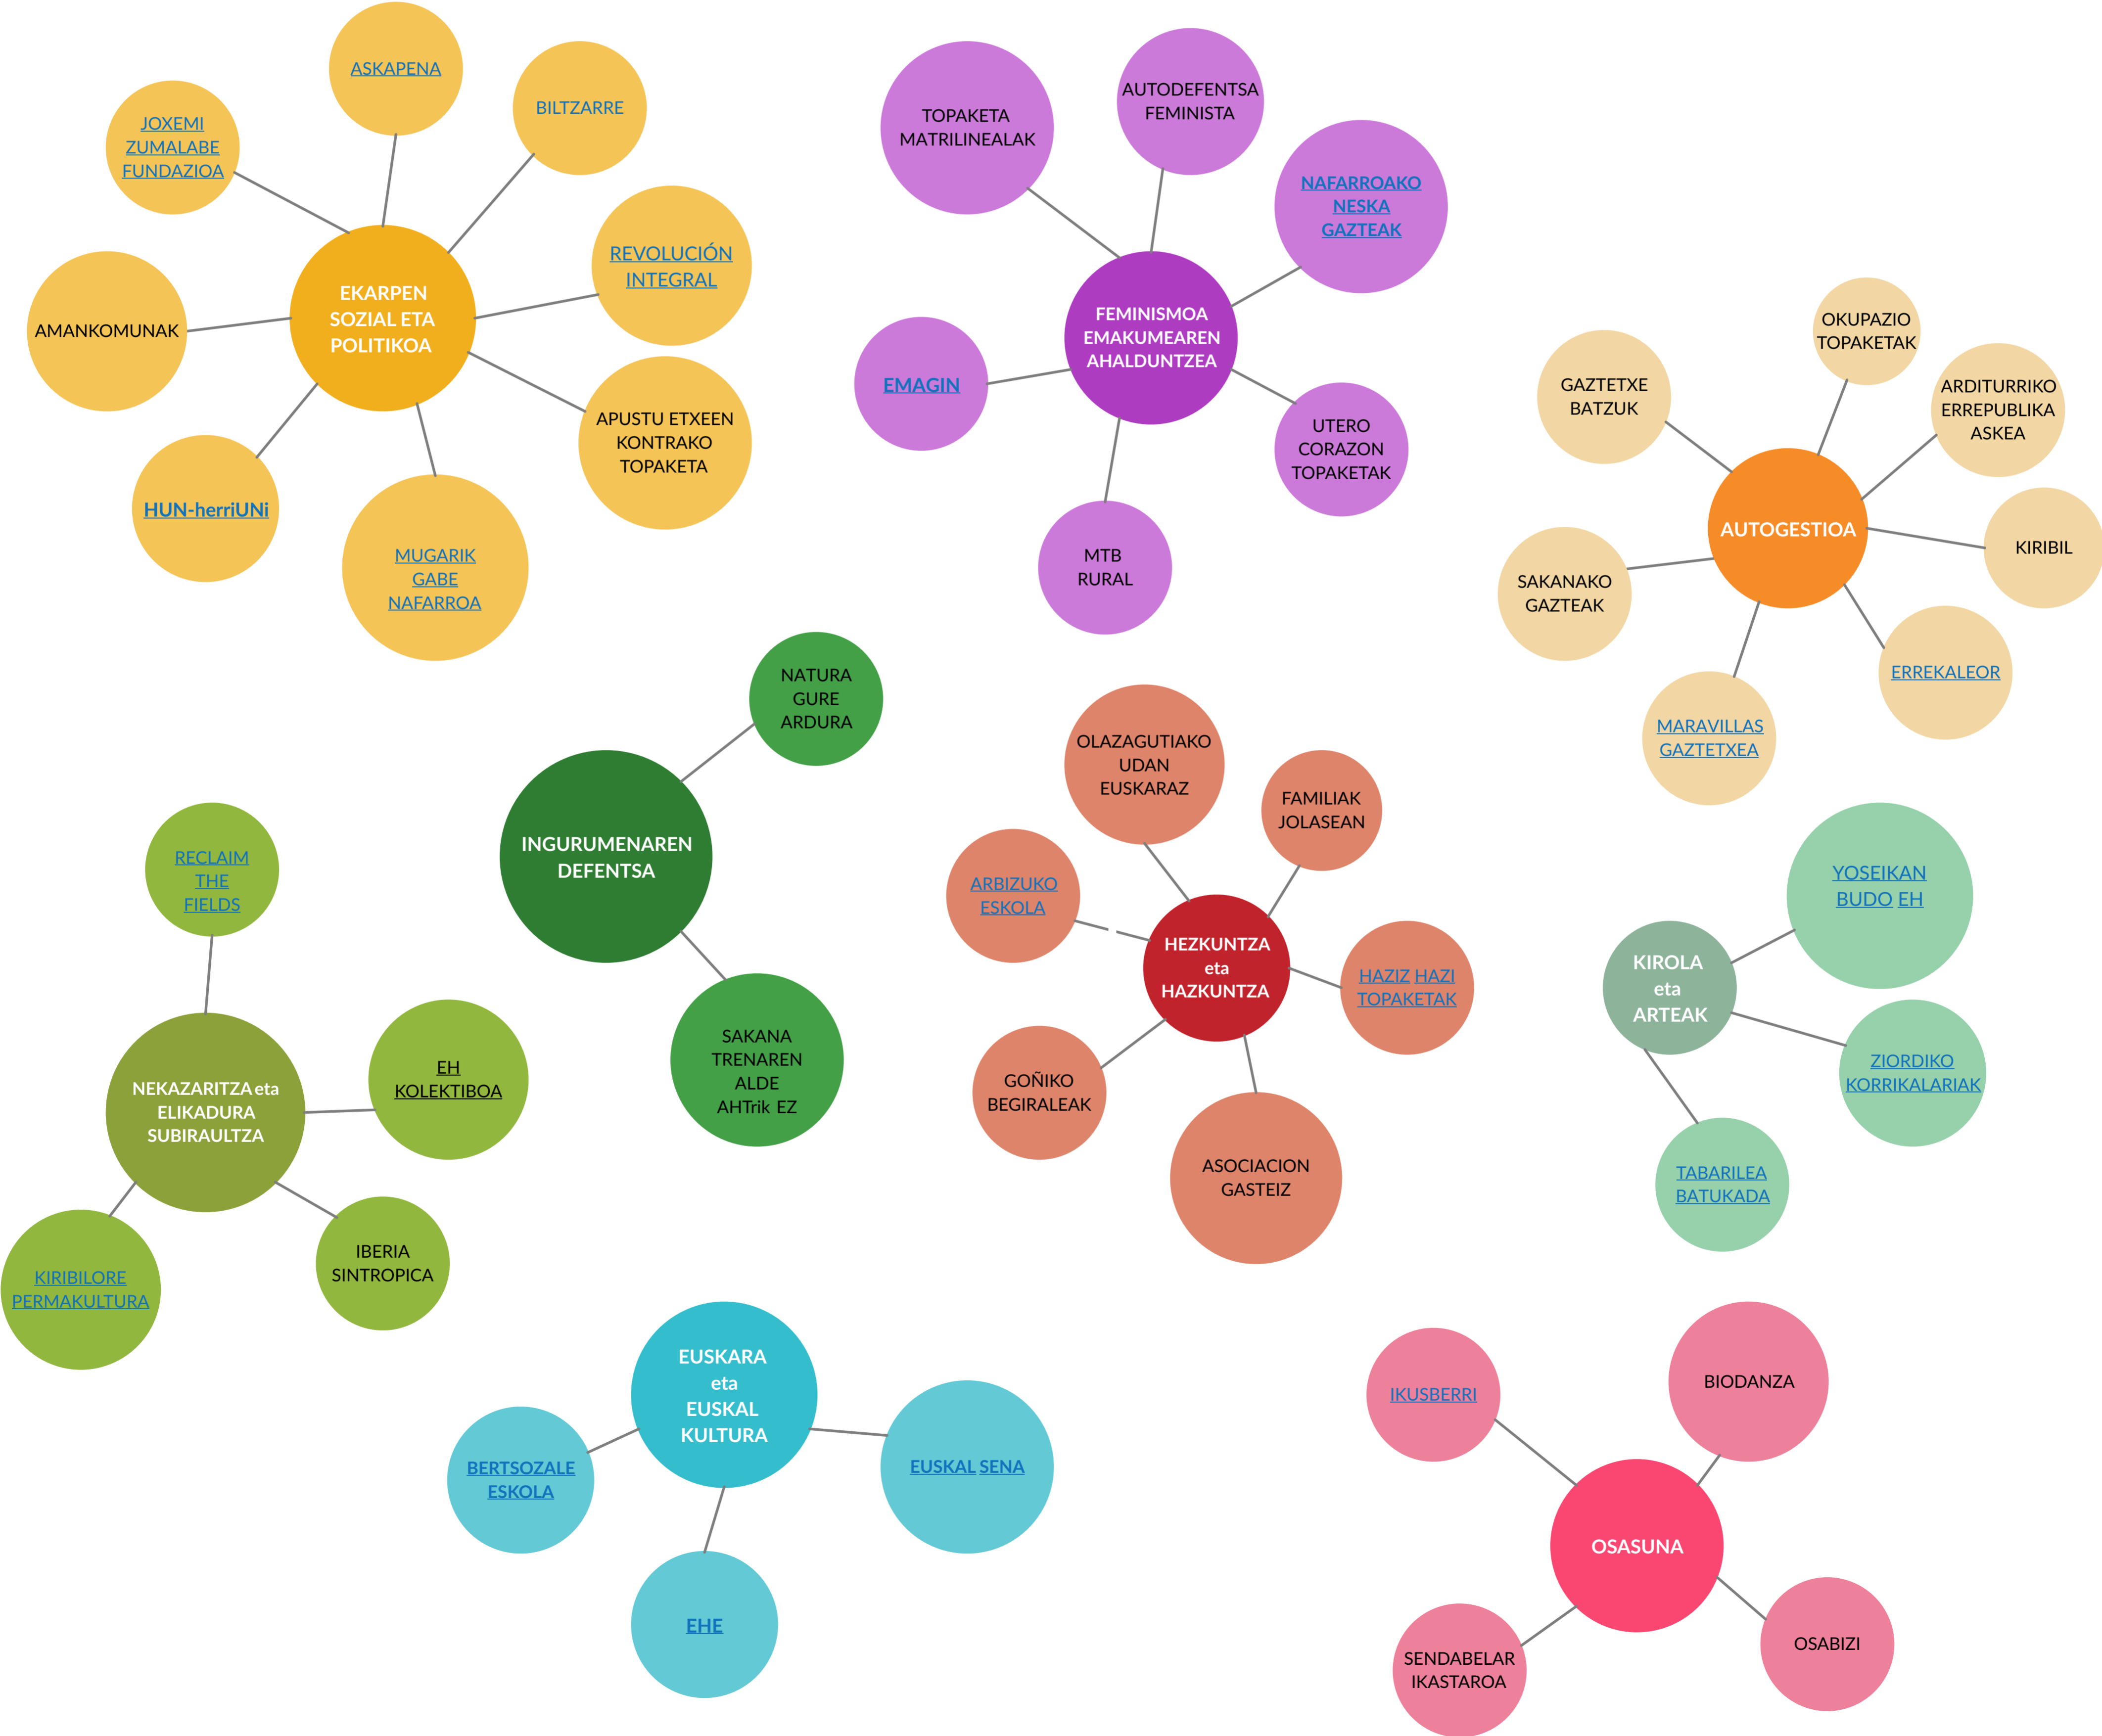 ASKAPENA
BILTZARRE
JOXEMI
ZUMALABE
FUNDAZIOA
REVOLUCIÓN
INTEGRAL
AMANKOMUNAK
EKARPEN
SOZIAL ETA
POLITIKOA
APUSTU ETXEEN
KONTRAKO
TOPAKETA
HUN-herriUNi
MUGARIK
GABE
NAFARROA
TOPAKETA
MATRILINEALAK
AUTODEFENTSA
FEMINISTA
NAFARROAKO
NESKA
GAZTEAK
FEMINISMOA
EMAKUMEAREN
AHALDUNTZEA
EMAGIN
UTERO
CORAZON
TOPAKETAK
MTB
RURAL
OKUPAZIO
TOPAKETAK
GAZTETXE
BATZUK
ARDITURRIKO
ERREPUBLIKA
ASKEA
AUTOGESTIOA
KIRIBIL
SAKANAKO
GAZTEAK
ERREKALEOR
MARAVILLAS
GAZTETXEA
NATURA
GURE
ARDURA
INGURUMENAREN
DEFENTSA
SAKANA
TRENAREN
ALDE
AHTrik EZ
OLAZAGUTIAKO
UDAN
EUSKARAZ
FAMILIAK
JOLASEAN
ARBIZUKO
ESKOLA
HEZKUNTZA
eta
HAZKUNTZA
HAZIZ HAZI
TOPAKETAK
GOÑIKO
BEGIRALEAK
ASOCIACION
GASTEIZ
YOSEIKAN
BUDO EH
KIROLA
eta
ARTEAK
ZIORDIKO
KORRIKALARIAK
TABARILEA
BATUKADA
RECLAIM
THE
FIELDS
EH
KOLEKTIBOA
NEKAZARITZA eta
ELIKADURA
SUBIRAULTZA
IBERIA
SINTROPICA
KIRIBILORE
PERMAKULTURA
EUSKARA
eta
EUSKAL
KULTURA
BERTSOZALE
ESKOLA
EUSKAL SENA
EHE
IKUSBERRI
BIODANZA
OSASUNA
SENDABELAR
IKASTAROA
OSABIZI